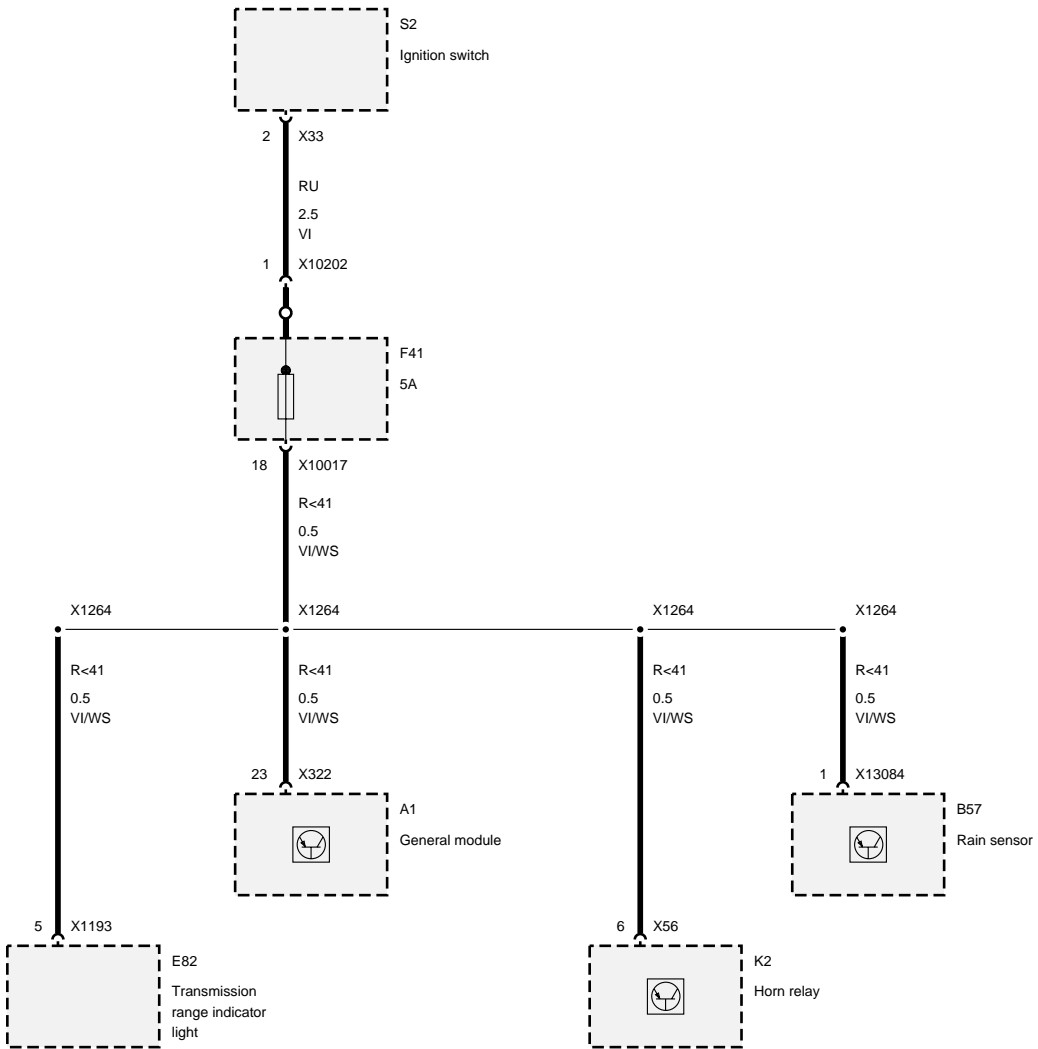 S2
Ignition switch
2 X33
RU
2.5
VI
1 X10202
F41
5A
18 X10017
R<41
0.5
VI/WS
X1264 X1264 X1264 X1264
R<41 R<41 R<41 R<41
0.5 0.5 0.5 0.5
VI/WS VI/WS VI/WS VI/WS
23 X322 1 X13084
A1 B57
General module Rain sensor
5 X1193 6 X56
E82 K2
Transmission Horn relay
range indicator
light